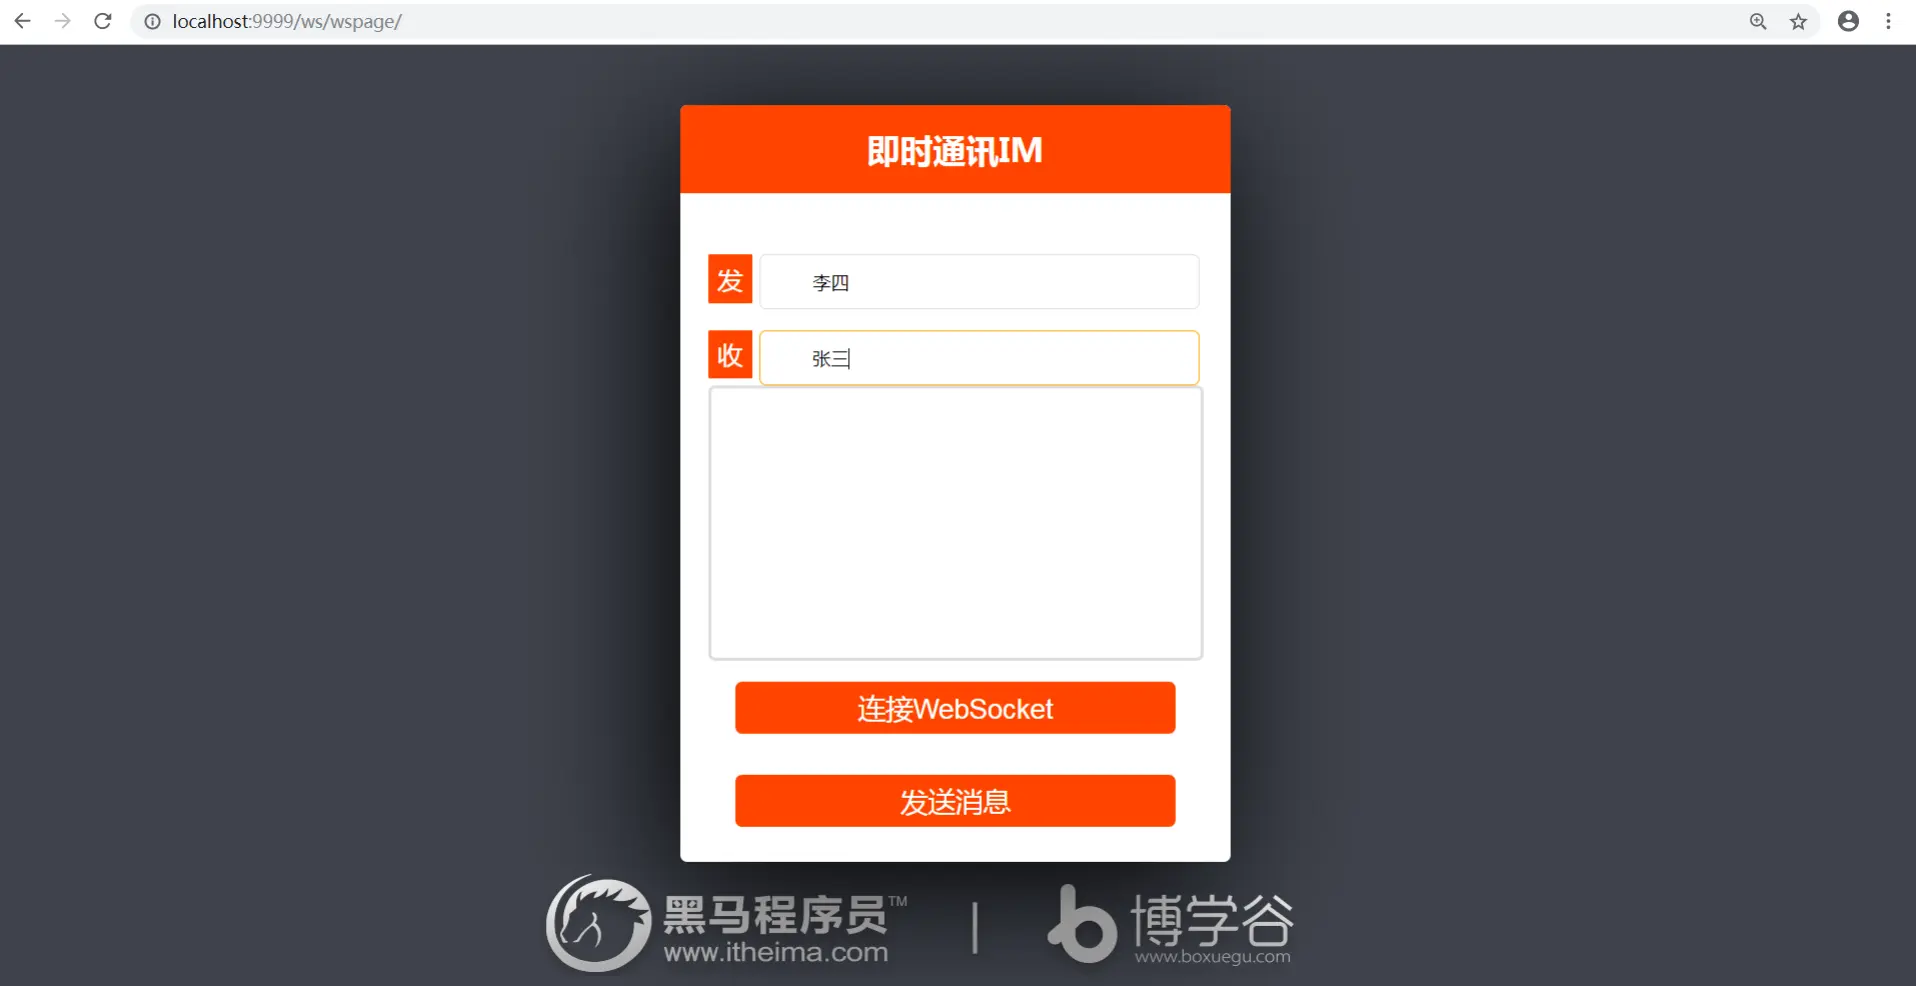 localhost:9999/ws/wspage/
即时通讯IM
发 李四
收 张三
连接WebSocket
发送消息
黑马程序员™ | 博学谷
www.itheima.com www.boxuegu.com